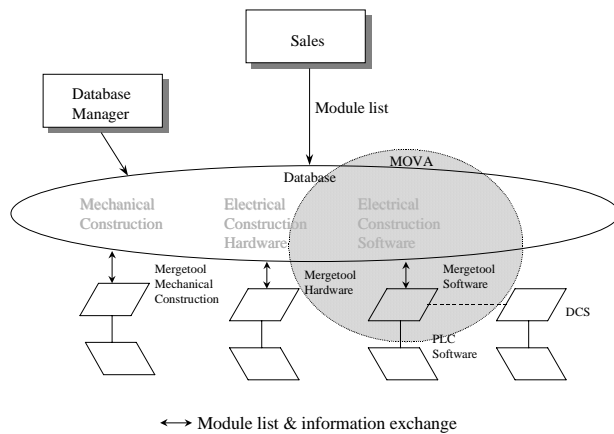 Sales
Database
Manager
Module list
MOVA
Database
Mechanical
Construction
Electrical
Construction
Hardware
Electrical
Construction
Software
Mergetool
Mechanical
Construction
Mergetool
Hardware
Mergetool
Software
DCS
PLC
Software
Module list & information exchange